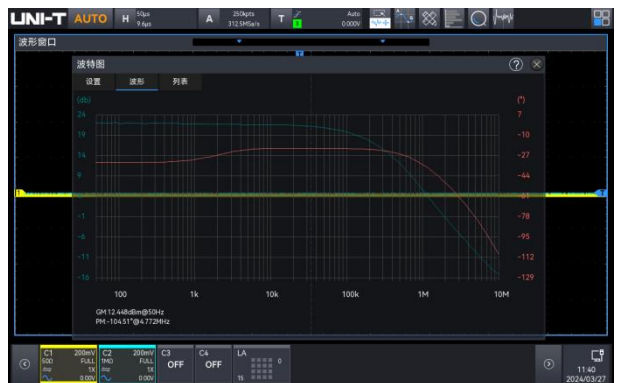 UNI-T AUTO H 50μs 9.6μs A 250kpts 312.5MSa/s T Auto 0.000V
波形窗口
T
波特图 ? ×
设置 波形 列表
(db) (°)
24 7
19 -10
14 -27
9 -44
-1 -78
-6 -95
-11 -112
-16 -129
100 1k 10k 100k 1M 10M
GM:12.448dBm@50Hz
PM:-104.51°@4.772MHz
C1 200mV C2 200mV C3 C4 LA
50Ω FULL 1MΩ FULL OFF OFF 0
1X 1X
0.00V 0.00V 15
11:40
2024/03/27